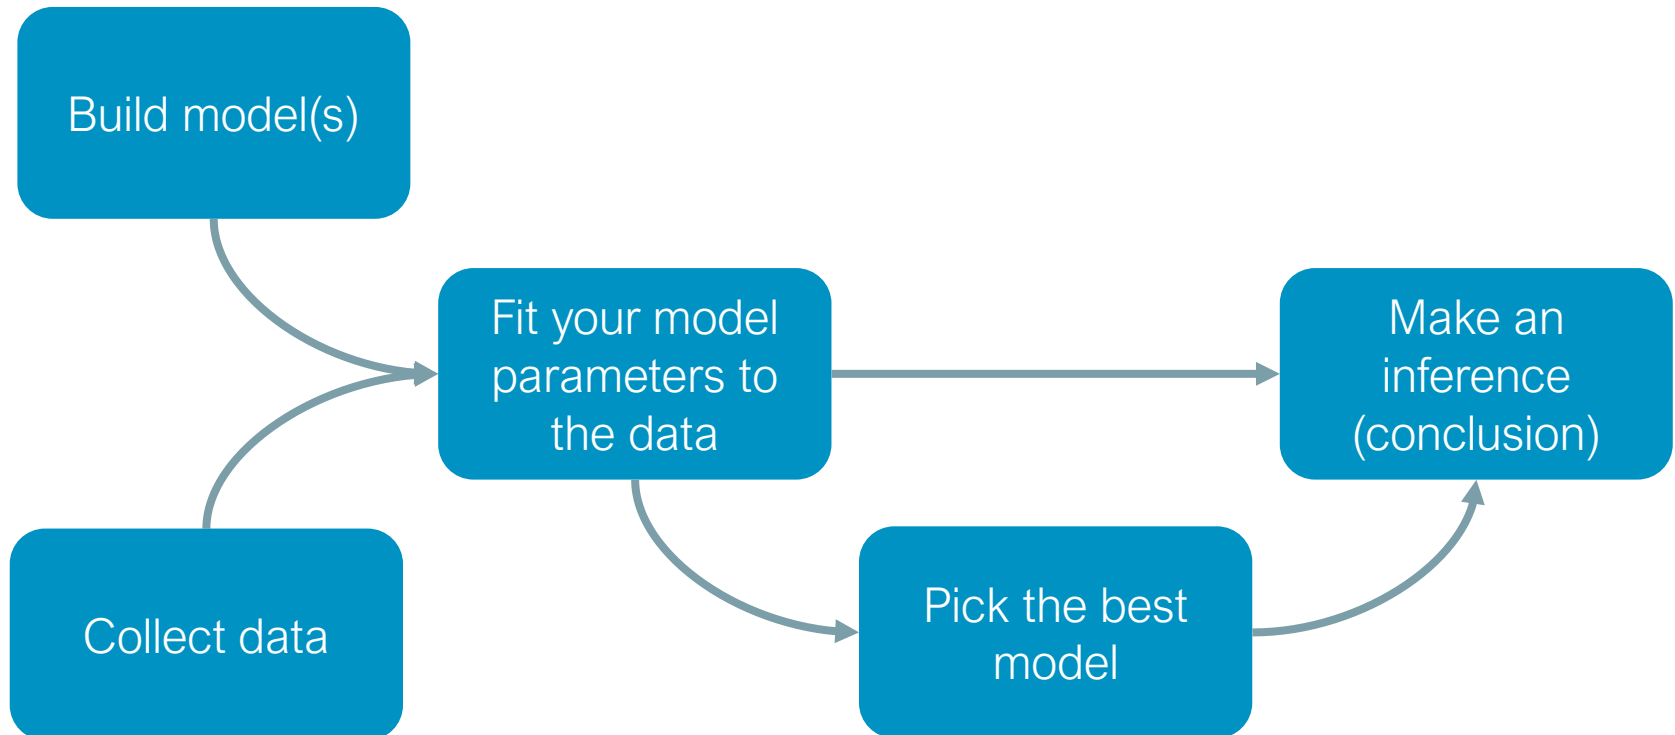 Build model(s)
Collect data
Fit your model
parameters to
the data
Pick the best
model
Make an
inference
(conclusion)